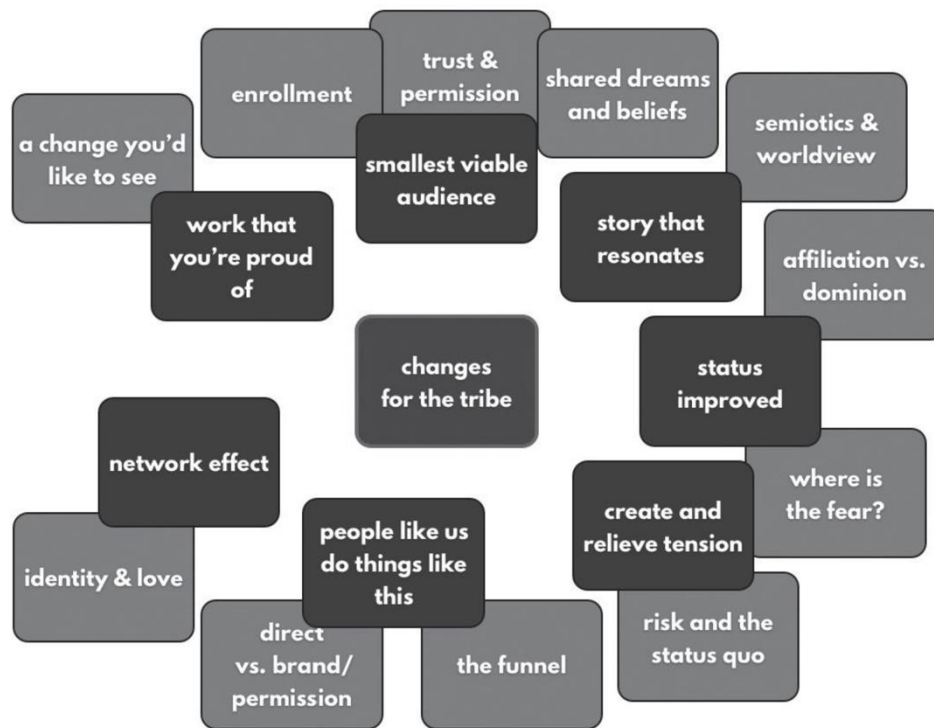 trust &
permission
enrollment
shared dreams
and beliefs
semiotics &
worldview
a change you'd
like to see
smallest viable
audience
work that
you're proud
of
story that
resonates
affiliation vs.
dominion
changes
for the tribe
status
improved
network effect
where is
the fear?
create and
relieve tension
people like us
do things like
this
identity & love
direct
vs. brand/
permission
the funnel
risk and the
status quo